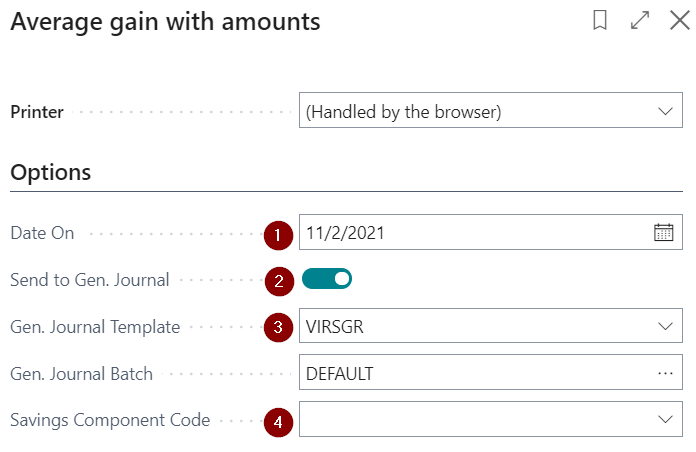 Average gain with amounts
Printer (Handled by the browser)
Options
Date On 1 11/2/2021
Send to Gen. Journal 2
Gen. Journal Template 3 VIRSGR
Gen. Journal Batch DEFAULT ...
Savings Component Code 4